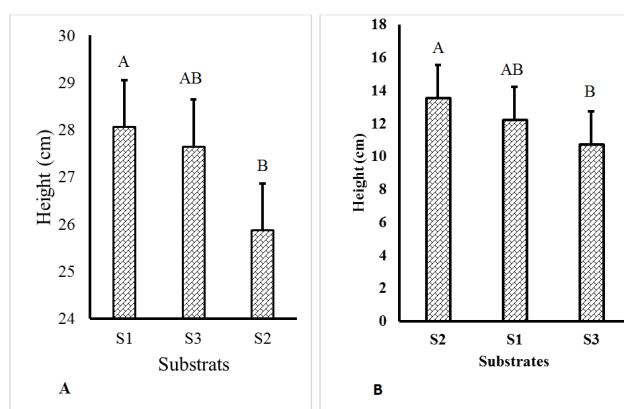 30
29
28
27
26
25
24
Height (cm)
A
AB
B
S1 S3 S2
Substrats
A
18
16
14
12
10
8
6
4
2
0
Height (cm)
A
AB
B
S2 S1 S3
Substrates
B